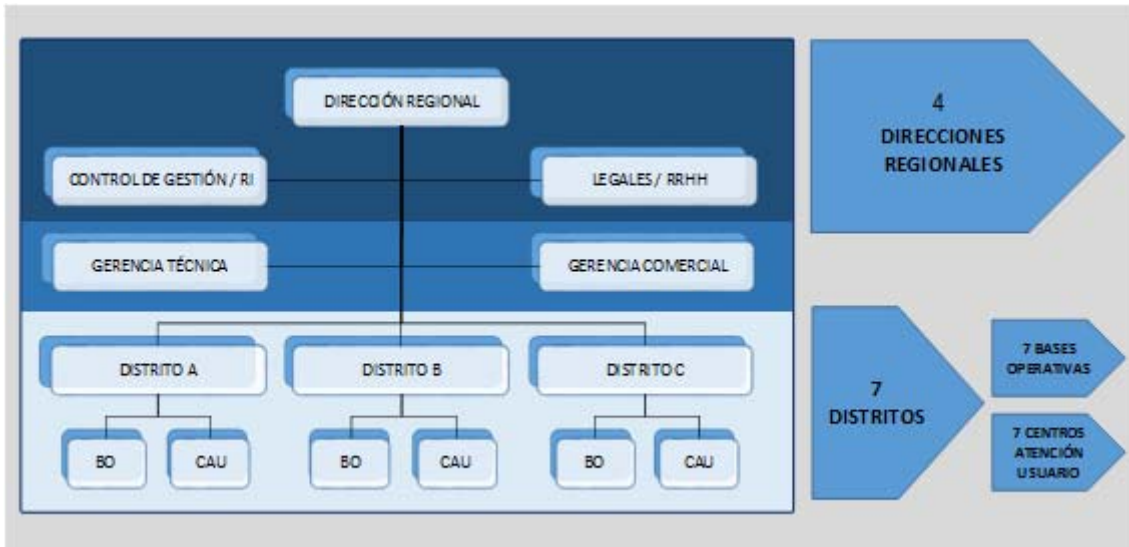 DIRECCIÓN REGIONAL
CONTROL DE GESTIÓN / RI
LEGALES / RRHH
GERENCIA TÉCNICA
GERENCIA COMERCIAL
DISTRITO A
DISTRITO B
DISTRITO C
BO
CAU
BO
CAU
BO
CAU
4
DIRECCIONES
REGIONALES
7
DISTRITOS
7 BASES
OPERATIVAS
7 CENTROS
ATENCIÓN
USUARIO